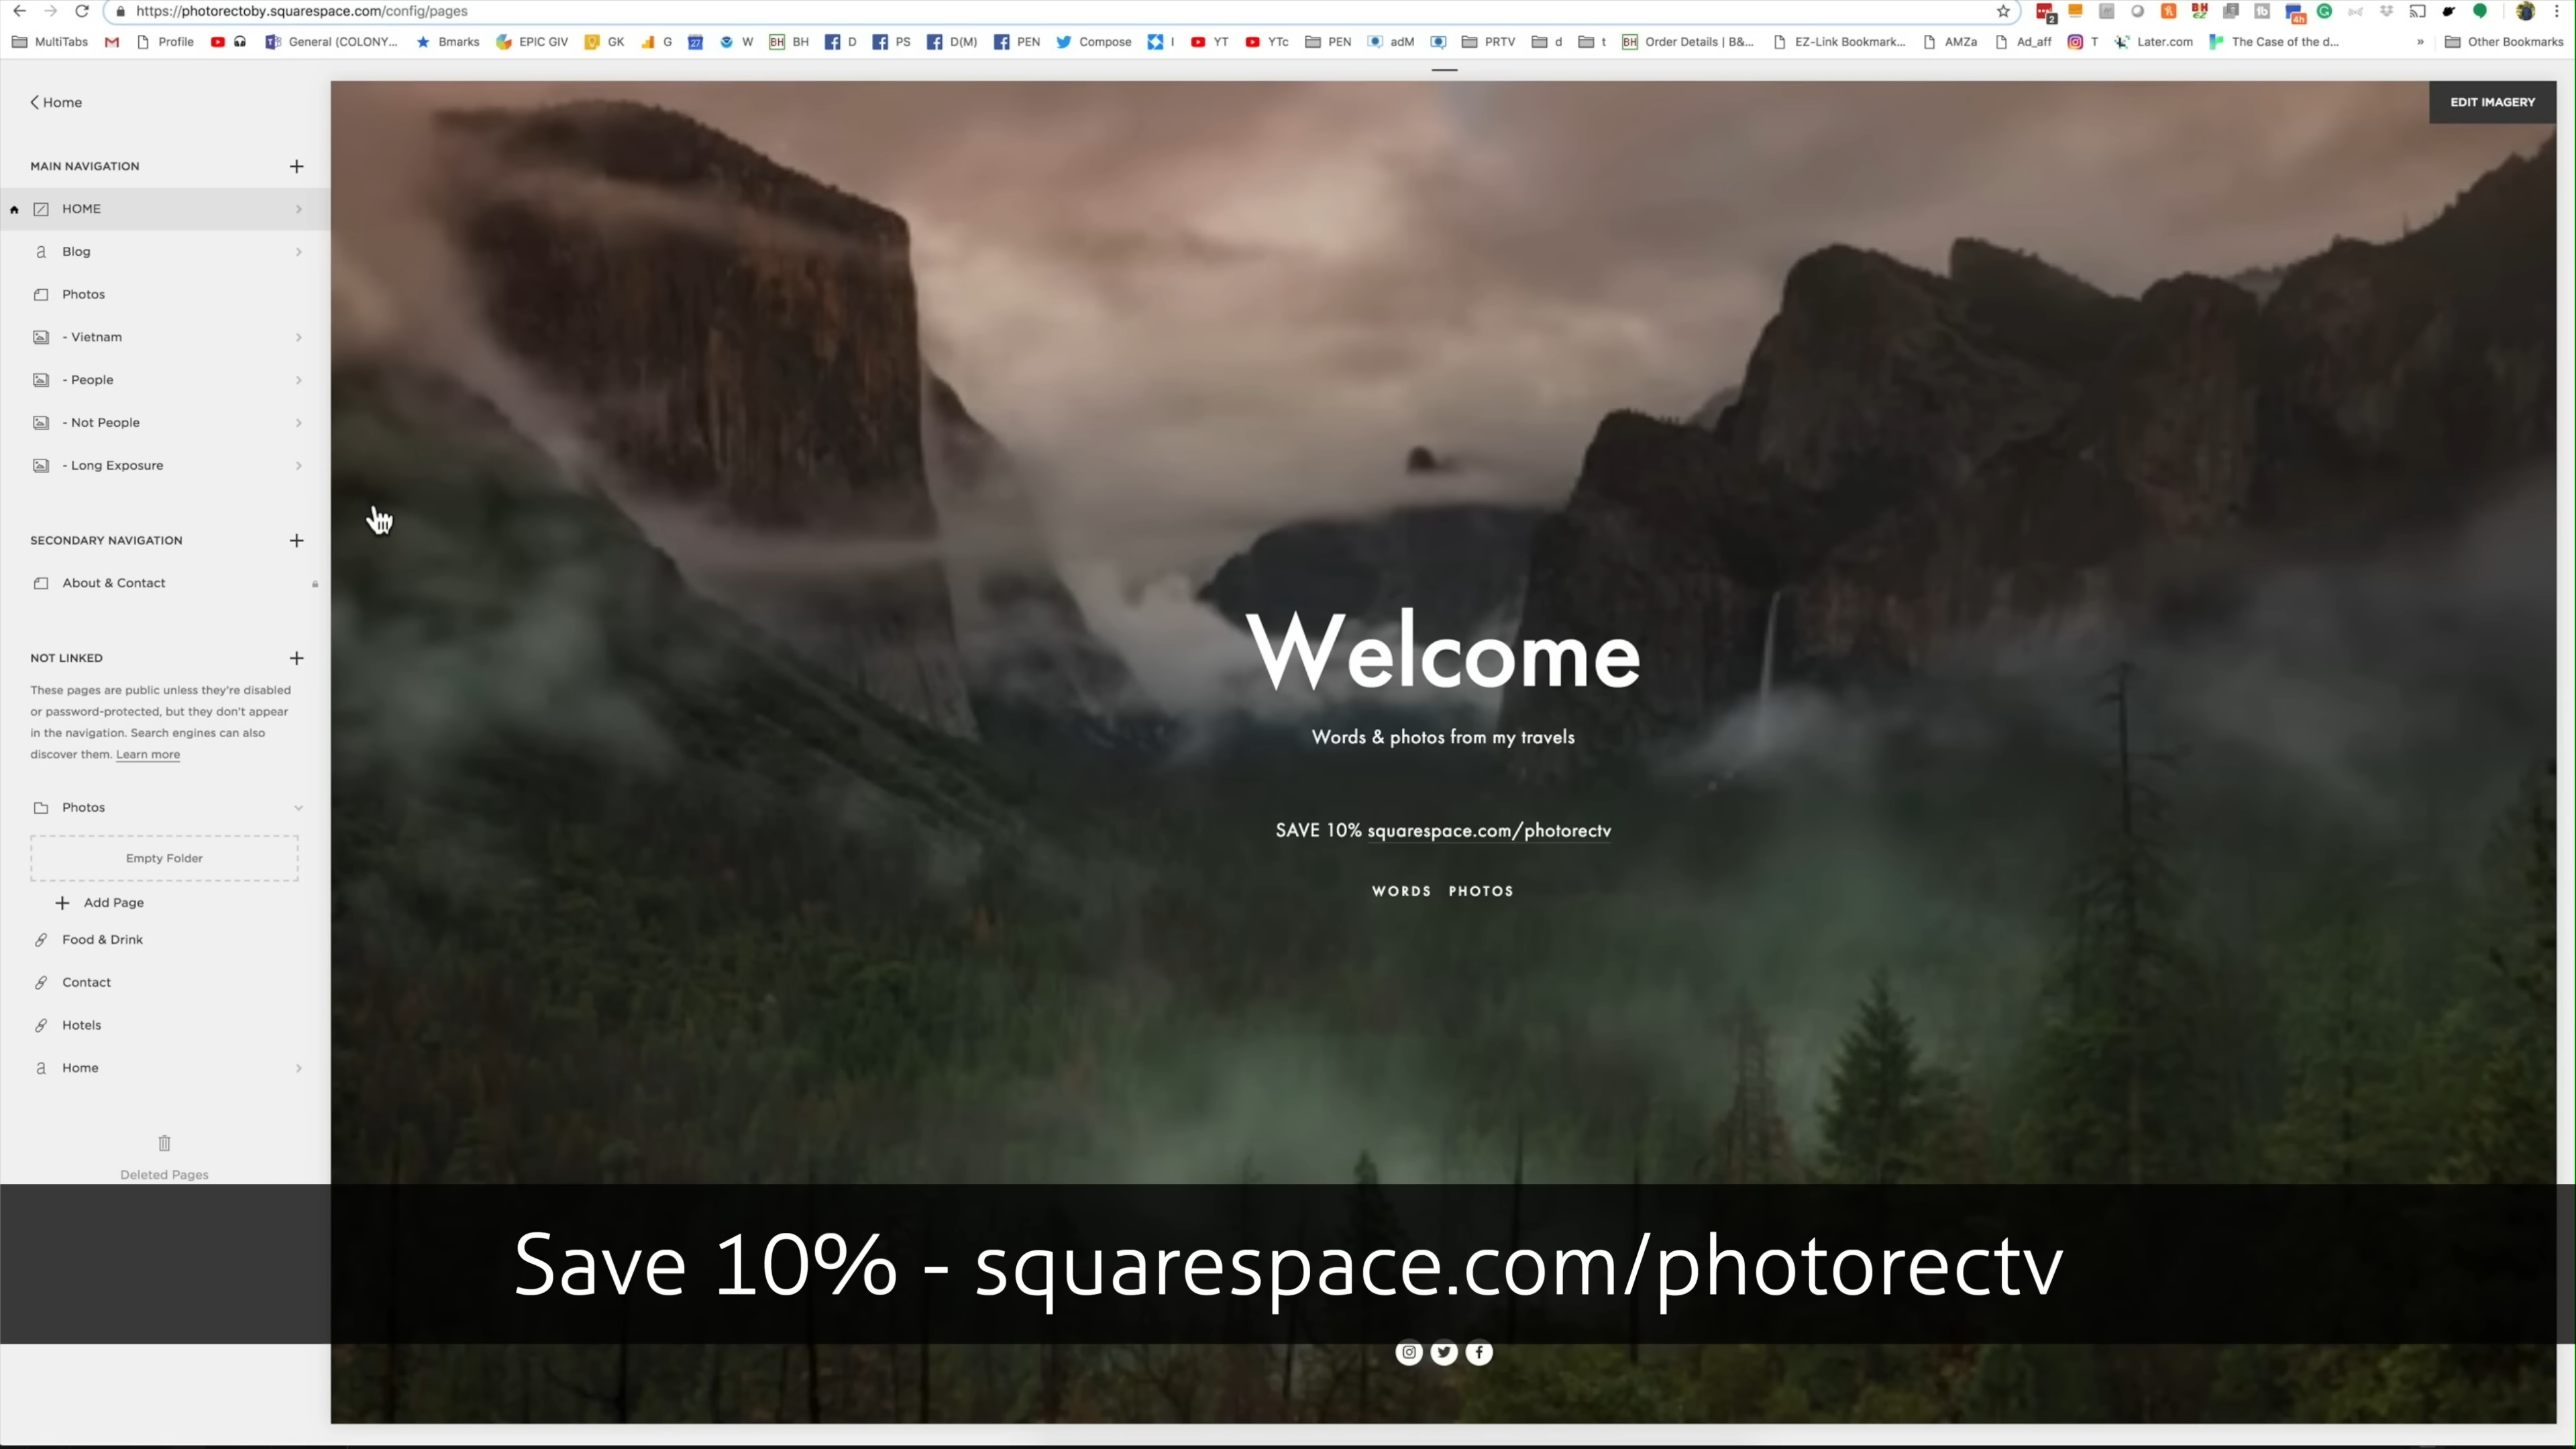 https://photorectoby.squarespace.com/config/pages
MultiTabs Profile General (COLONY... Bmarks EPIC GIV GK G 27 W BH BH D PS D(M) PEN Compose I YT YTc PEN adM PRTV d t BH Order Details | B&... EZ-Link Bookmark... AMZa Ad_aff T Later.com The Case of the d... » Other Bookmarks
Home
EDIT IMAGERY
MAIN NAVIGATION
HOME
Blog
Photos
- Vietnam
- People
- Not People
- Long Exposure
SECONDARY NAVIGATION
About & Contact
NOT LINKED
These pages are public unless they're disabled
or password-protected, but they don't appear
in the navigation. Search engines can also
discover them. Learn more
Photos
Empty Folder
Add Page
Food & Drink
Contact
Hotels
Home
Deleted Pages
Welcome
Words & photos from my travels
SAVE 10% squarespace.com/photorectv
WORDS PHOTOS
Save 10% - squarespace.com/photorectv